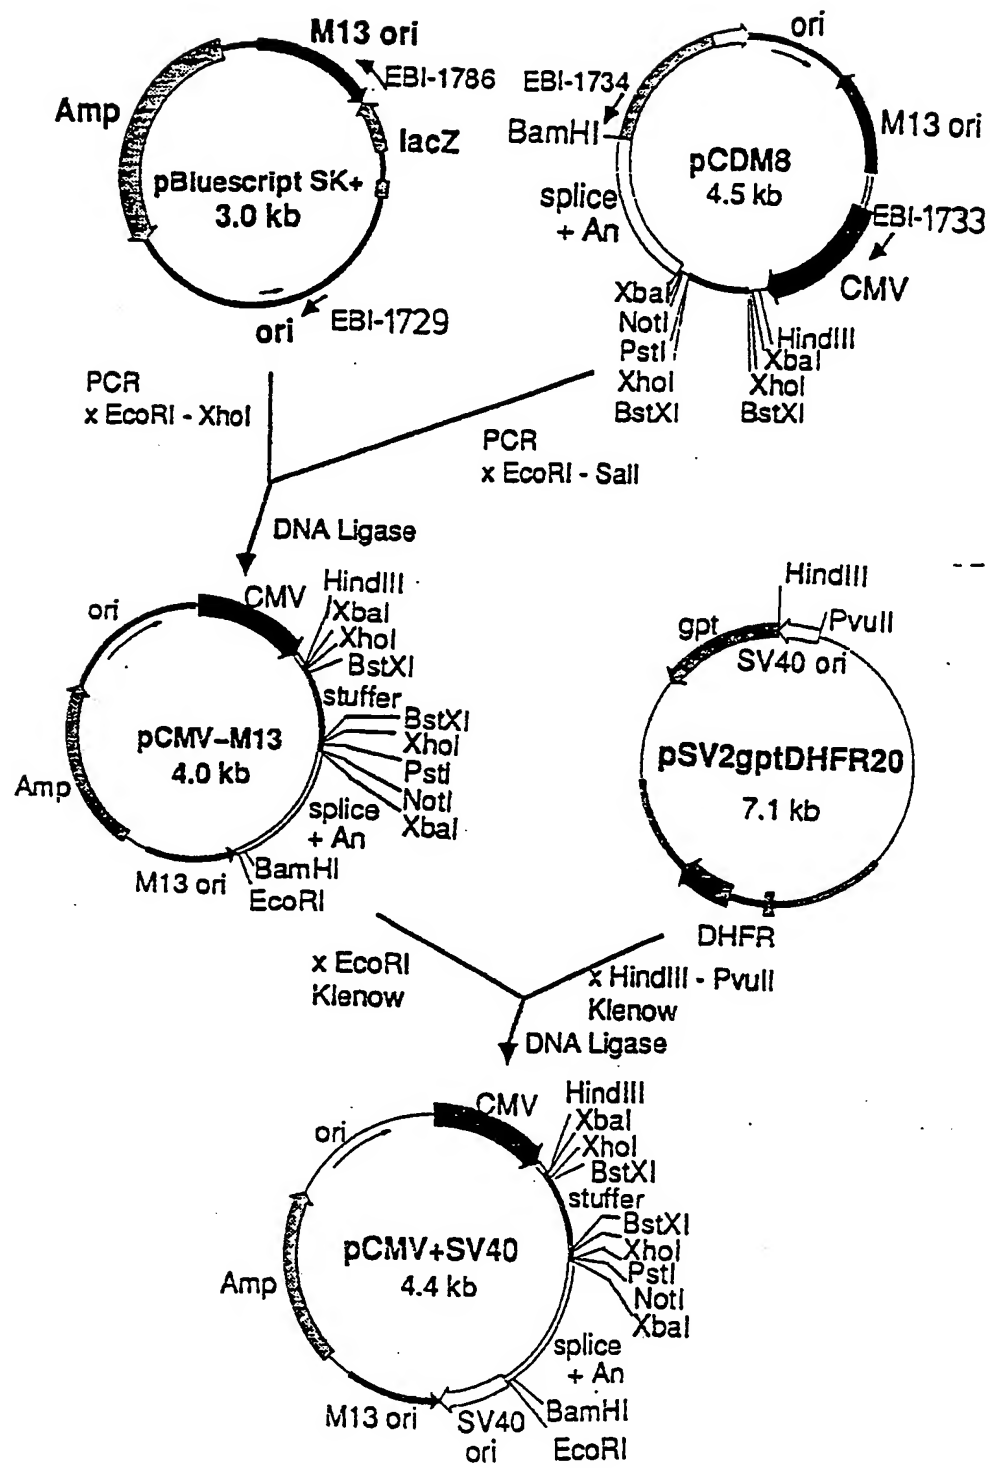 M13 ori
EBI-1786
Amp
lacZ
pBluescript SK+
3.0 kb
ori
EBI-1729
ori
EBI-1734
BamHI
M13 ori
pCDM8
4.5 kb
splice
+ An
EBI-1733
CMV
XbaI
NotI
PstI
XhoI
BstXI
HindIII
XbaI
XhoI
BstXI
PCR
x EcoRI - XhoI
PCR
x EcoRI - SalI
DNA Ligase
ori
CMV
HindIII
XbaI
XhoI
BstXI
stuffer
BstXI
XhoI
PstI
NotI
XbaI
pCMV-M13
4.0 kb
Amp
splice
+ An
M13 ori
BamHI
EcoRI
HindIII
gpt
PvuII
SV40 ori
pSV2gptDHFR20
7.1 kb
DHFR
x EcoRI
Klenow
x HindIII - PvuII
Klenow
DNA Ligase
ori
CMV
HindIII
XbaI
XhoI
BstXI
stuffer
BstXI
XhoI
PstI
NotI
XbaI
pCMV+SV40
4.4 kb
Amp
splice
+ An
M13 ori
SV40
ori
BamHI
EcoRI